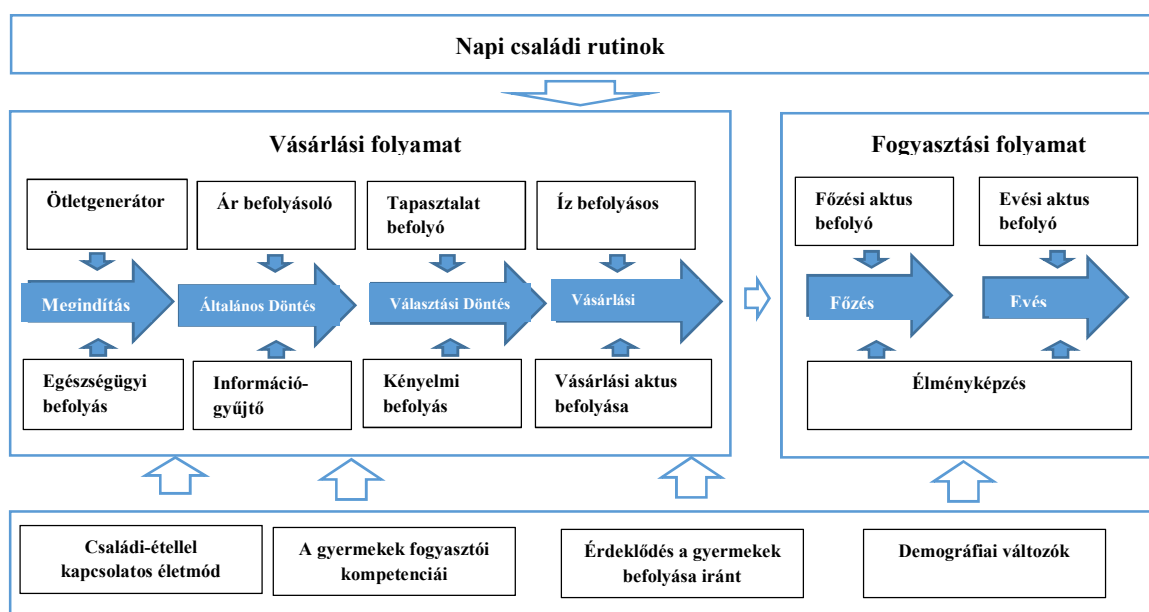 Napi családi rutinok
Vásárlási folyamat
Ötletgenerátor
Ár befolyásoló
Tapasztalat
befolyó
Íz befolyásos
Megindítás
Általános Döntés
Választási Döntés
Vásárlási
Egészségügyi
befolyás
Információ-
gyűjtő
Kényelmi
befolyás
Vásárlási aktus
befolyása
Fogyasztási folyamat
Főzési aktus
befolyó
Evési aktus
befolyó
Főzés
Evés
Élményképzés
Családi-étellel
kapcsolatos életmód
A gyermekek fogyasztói
kompetenciái
Érdeklődés a gyermekek
befolyása iránt
Demográfiai változók